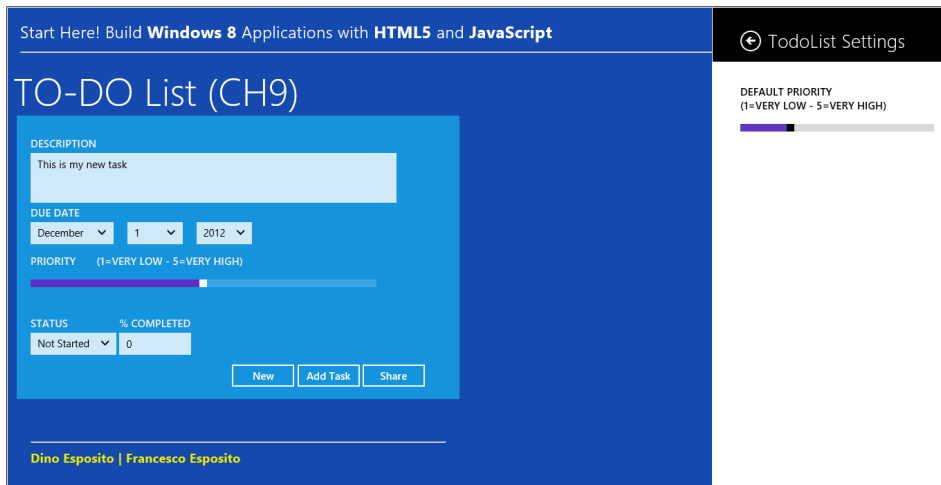 Start Here! Build Windows 8 Applications with HTML5 and JavaScript
TO-DO List (CH9)
DESCRIPTION
This is my new task
DUE DATE
December 1 2012
PRIORITY (1=VERY LOW - 5=VERY HIGH)
STATUS % COMPLETED
Not Started 0
New Add Task Share
Dino Esposito | Francesco Esposito
TodoList Settings
DEFAULT PRIORITY
(1=VERY LOW - 5=VERY HIGH)